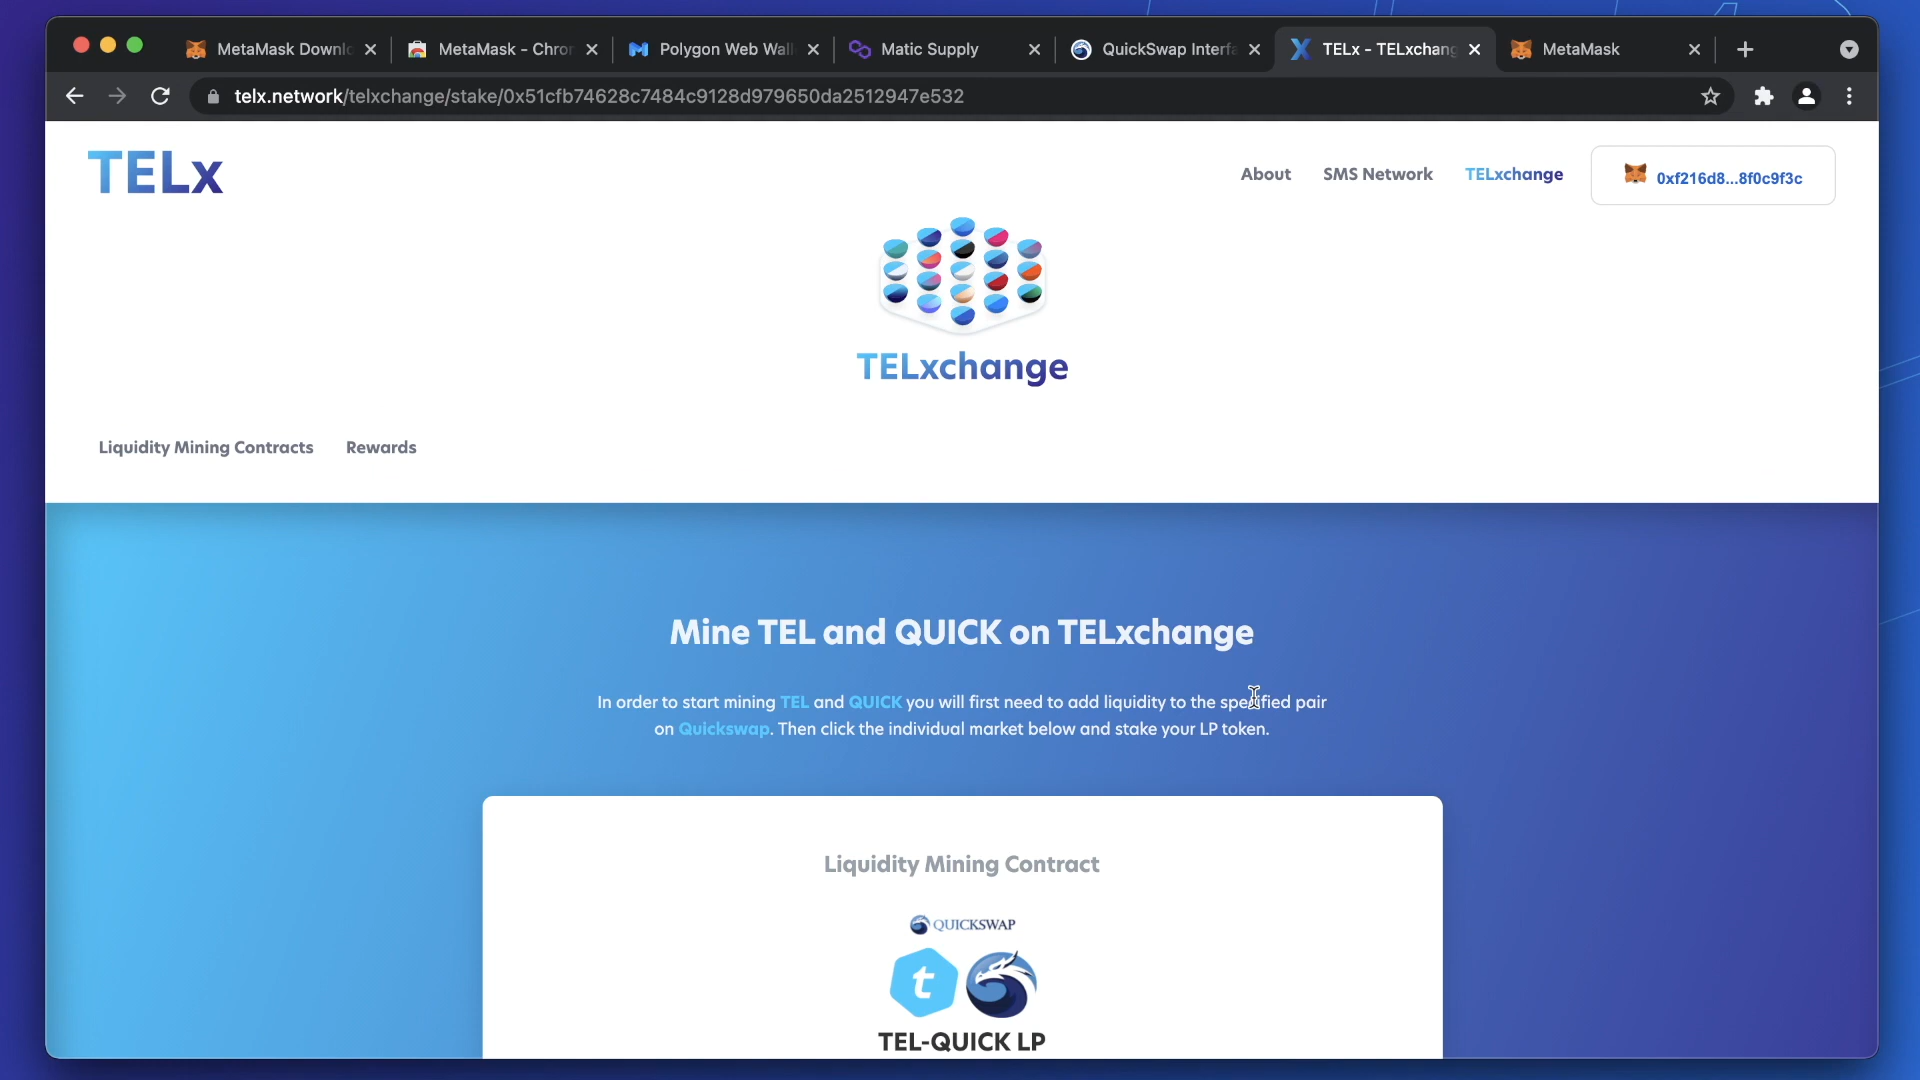 MetaMask Downlo
MetaMask - Chron
Polygon Web Wall
Matic Supply
QuickSwap Interfa
TELx - TELxchang
MetaMask
telx.network/telxchange/stake/0x51cfb74628c7484c9128d979650da2512947e532
TELx
About
SMS Network
TELxchange
0xf216d8...8f0c9f3c
TELxchange
Liquidity Mining Contracts
Rewards
Mine TEL and QUICK on TELxchange
In order to start mining TEL and QUICK you will first need to add liquidity to the specified pair
on Quickswap. Then click the individual market below and stake your LP token.
Liquidity Mining Contract
QUICKSWAP
t
TEL-QUICK LP